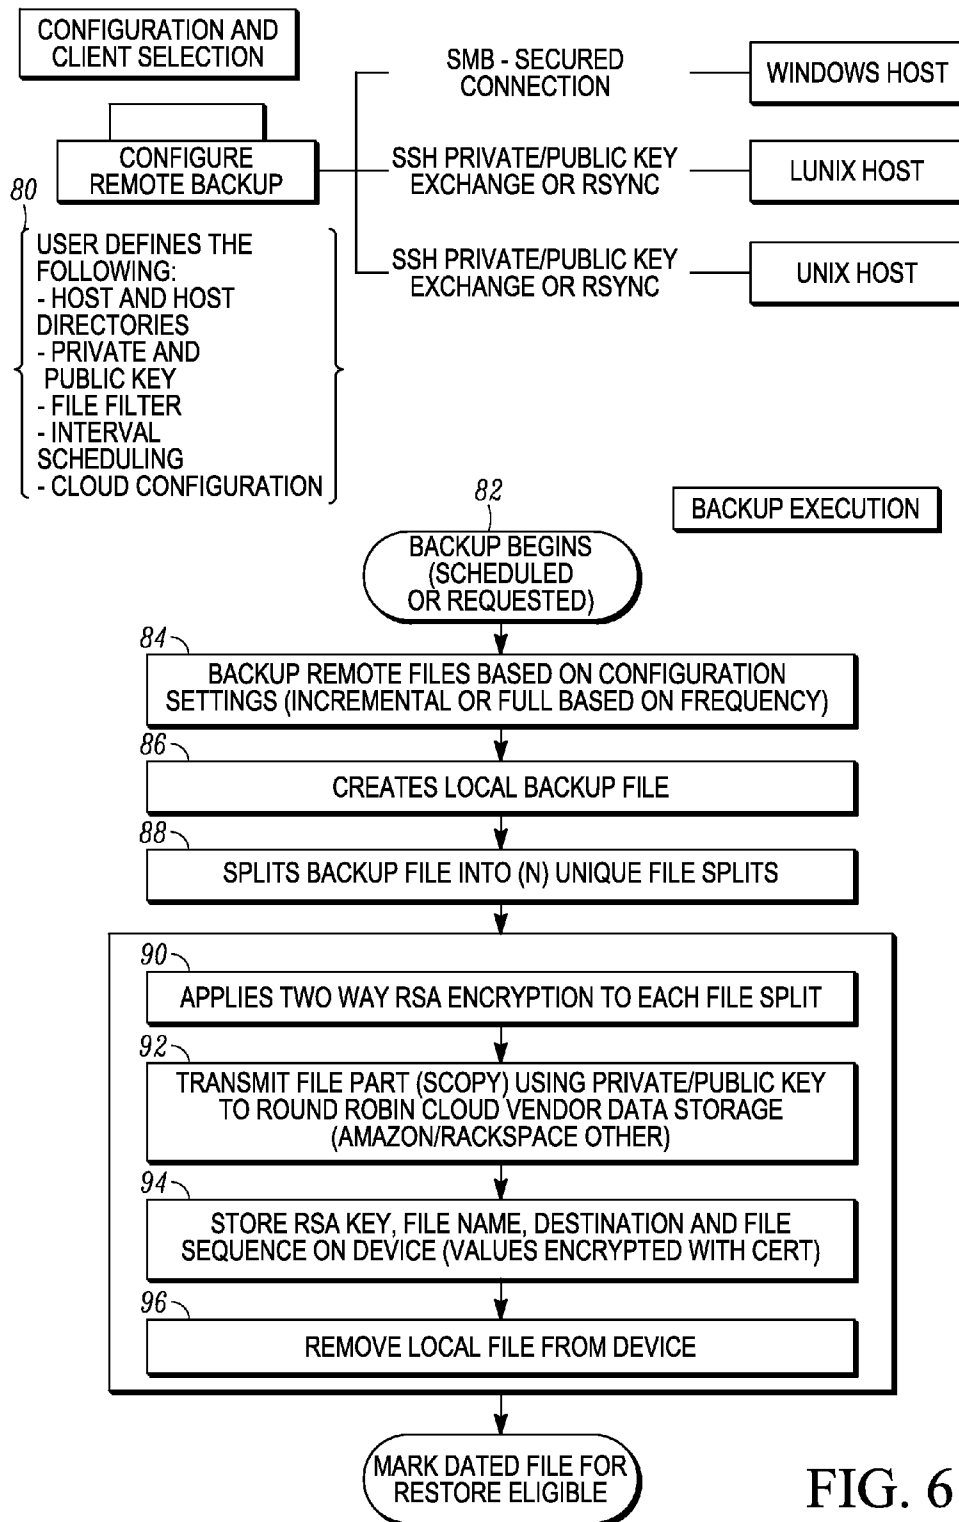 CONFIGURATION AND
CLIENT SELECTION
CONFIGURE
REMOTE BACKUP
SMB - SECURED
CONNECTION
WINDOWS HOST
SSH PRIVATE/PUBLIC KEY
EXCHANGE OR RSYNC
LUNIX HOST
SSH PRIVATE/PUBLIC KEY
EXCHANGE OR RSYNC
UNIX HOST
80
USER DEFINES THE
FOLLOWING:
- HOST AND HOST
DIRECTORIES
- PRIVATE AND
PUBLIC KEY
- FILE FILTER
- INTERVAL
SCHEDULING
- CLOUD CONFIGURATION
BACKUP EXECUTION
82
BACKUP BEGINS
(SCHEDULED
OR REQUESTED)
84
BACKUP REMOTE FILES BASED ON CONFIGURATION
SETTINGS (INCREMENTAL OR FULL BASED ON FREQUENCY)
86
CREATES LOCAL BACKUP FILE
88
SPLITS BACKUP FILE INTO (N) UNIQUE FILE SPLITS
90
APPLIES TWO WAY RSA ENCRYPTION TO EACH FILE SPLIT
92
TRANSMIT FILE PART (SCOPY) USING PRIVATE/PUBLIC KEY
TO ROUND ROBIN CLOUD VENDOR DATA STORAGE
(AMAZON/RACKSPACE OTHER)
94
STORE RSA KEY, FILE NAME, DESTINATION AND FILE
SEQUENCE ON DEVICE (VALUES ENCRYPTED WITH CERT)
96
REMOVE LOCAL FILE FROM DEVICE
MARK DATED FILE FOR
RESTORE ELIGIBLE
FIG. 6